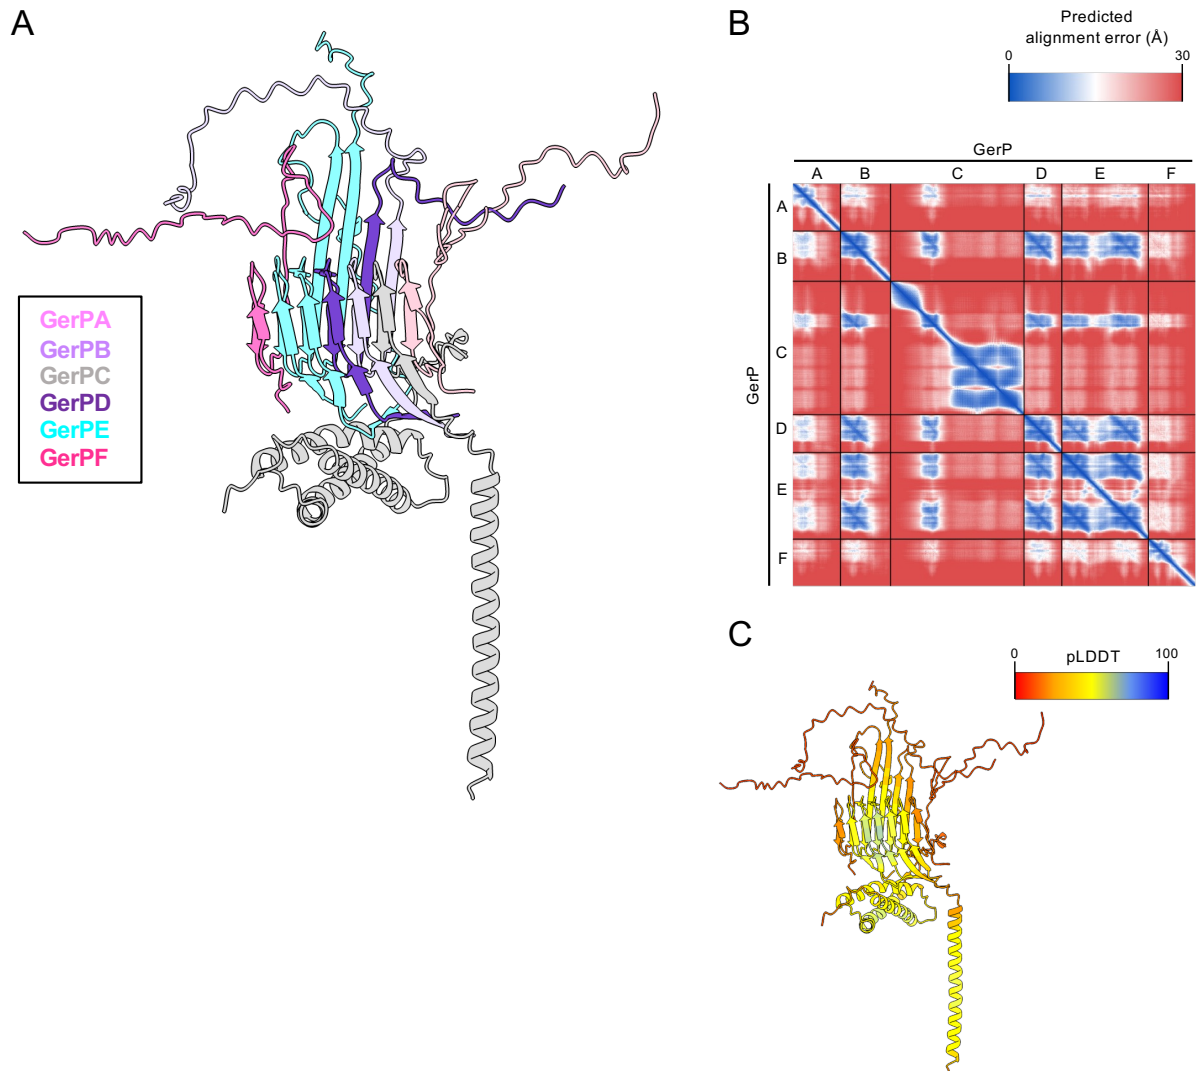 A
GerPA
GerPB
GerPC
GerPD
GerPE
GerPF
B
Predicted
alignment error (Å)
0 30
GerP
A B C D E F
GerP
A
B
C
D
E
F
C
0 pLDDT 100